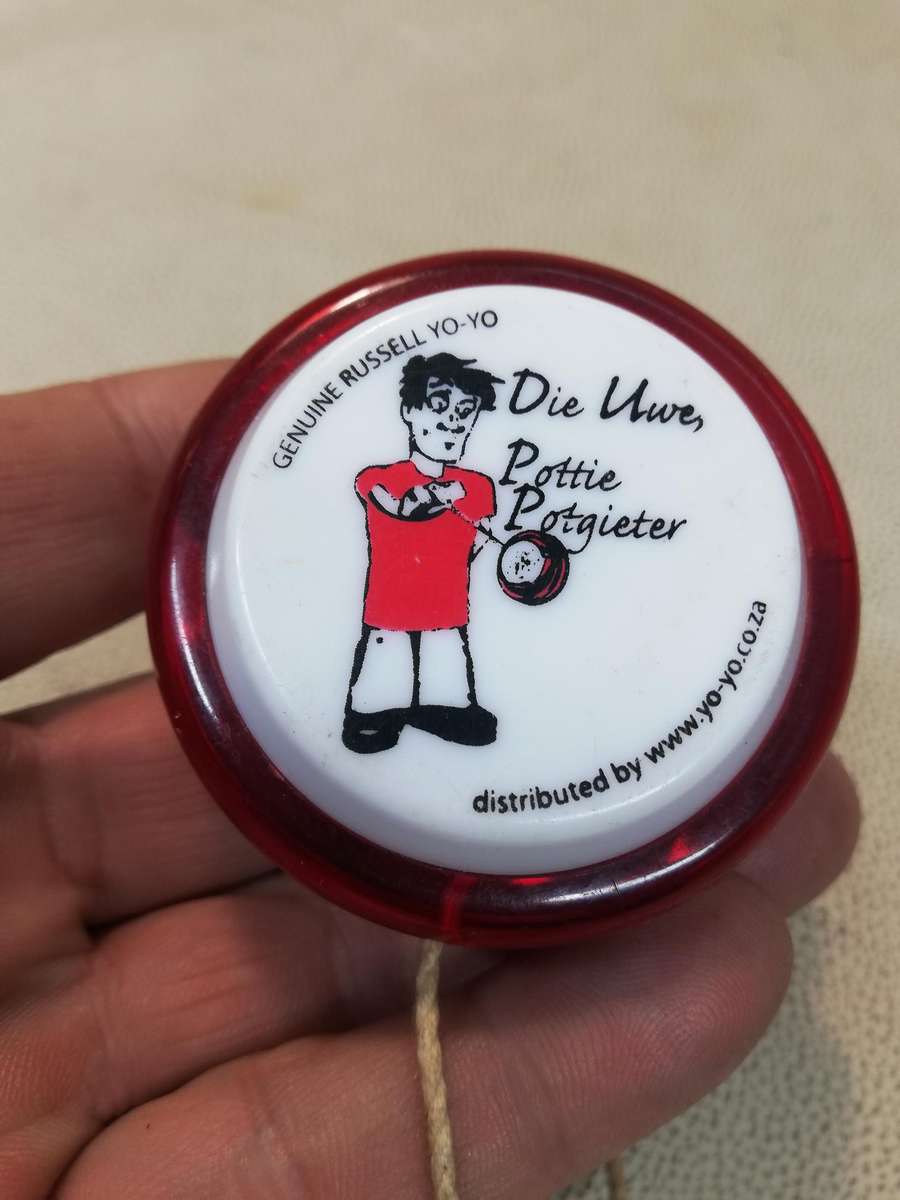 GENUINE RUSSELL YO-YO
Die Uwe,
Pottie
Potgieter
distributed by www.yo-yo.co.za